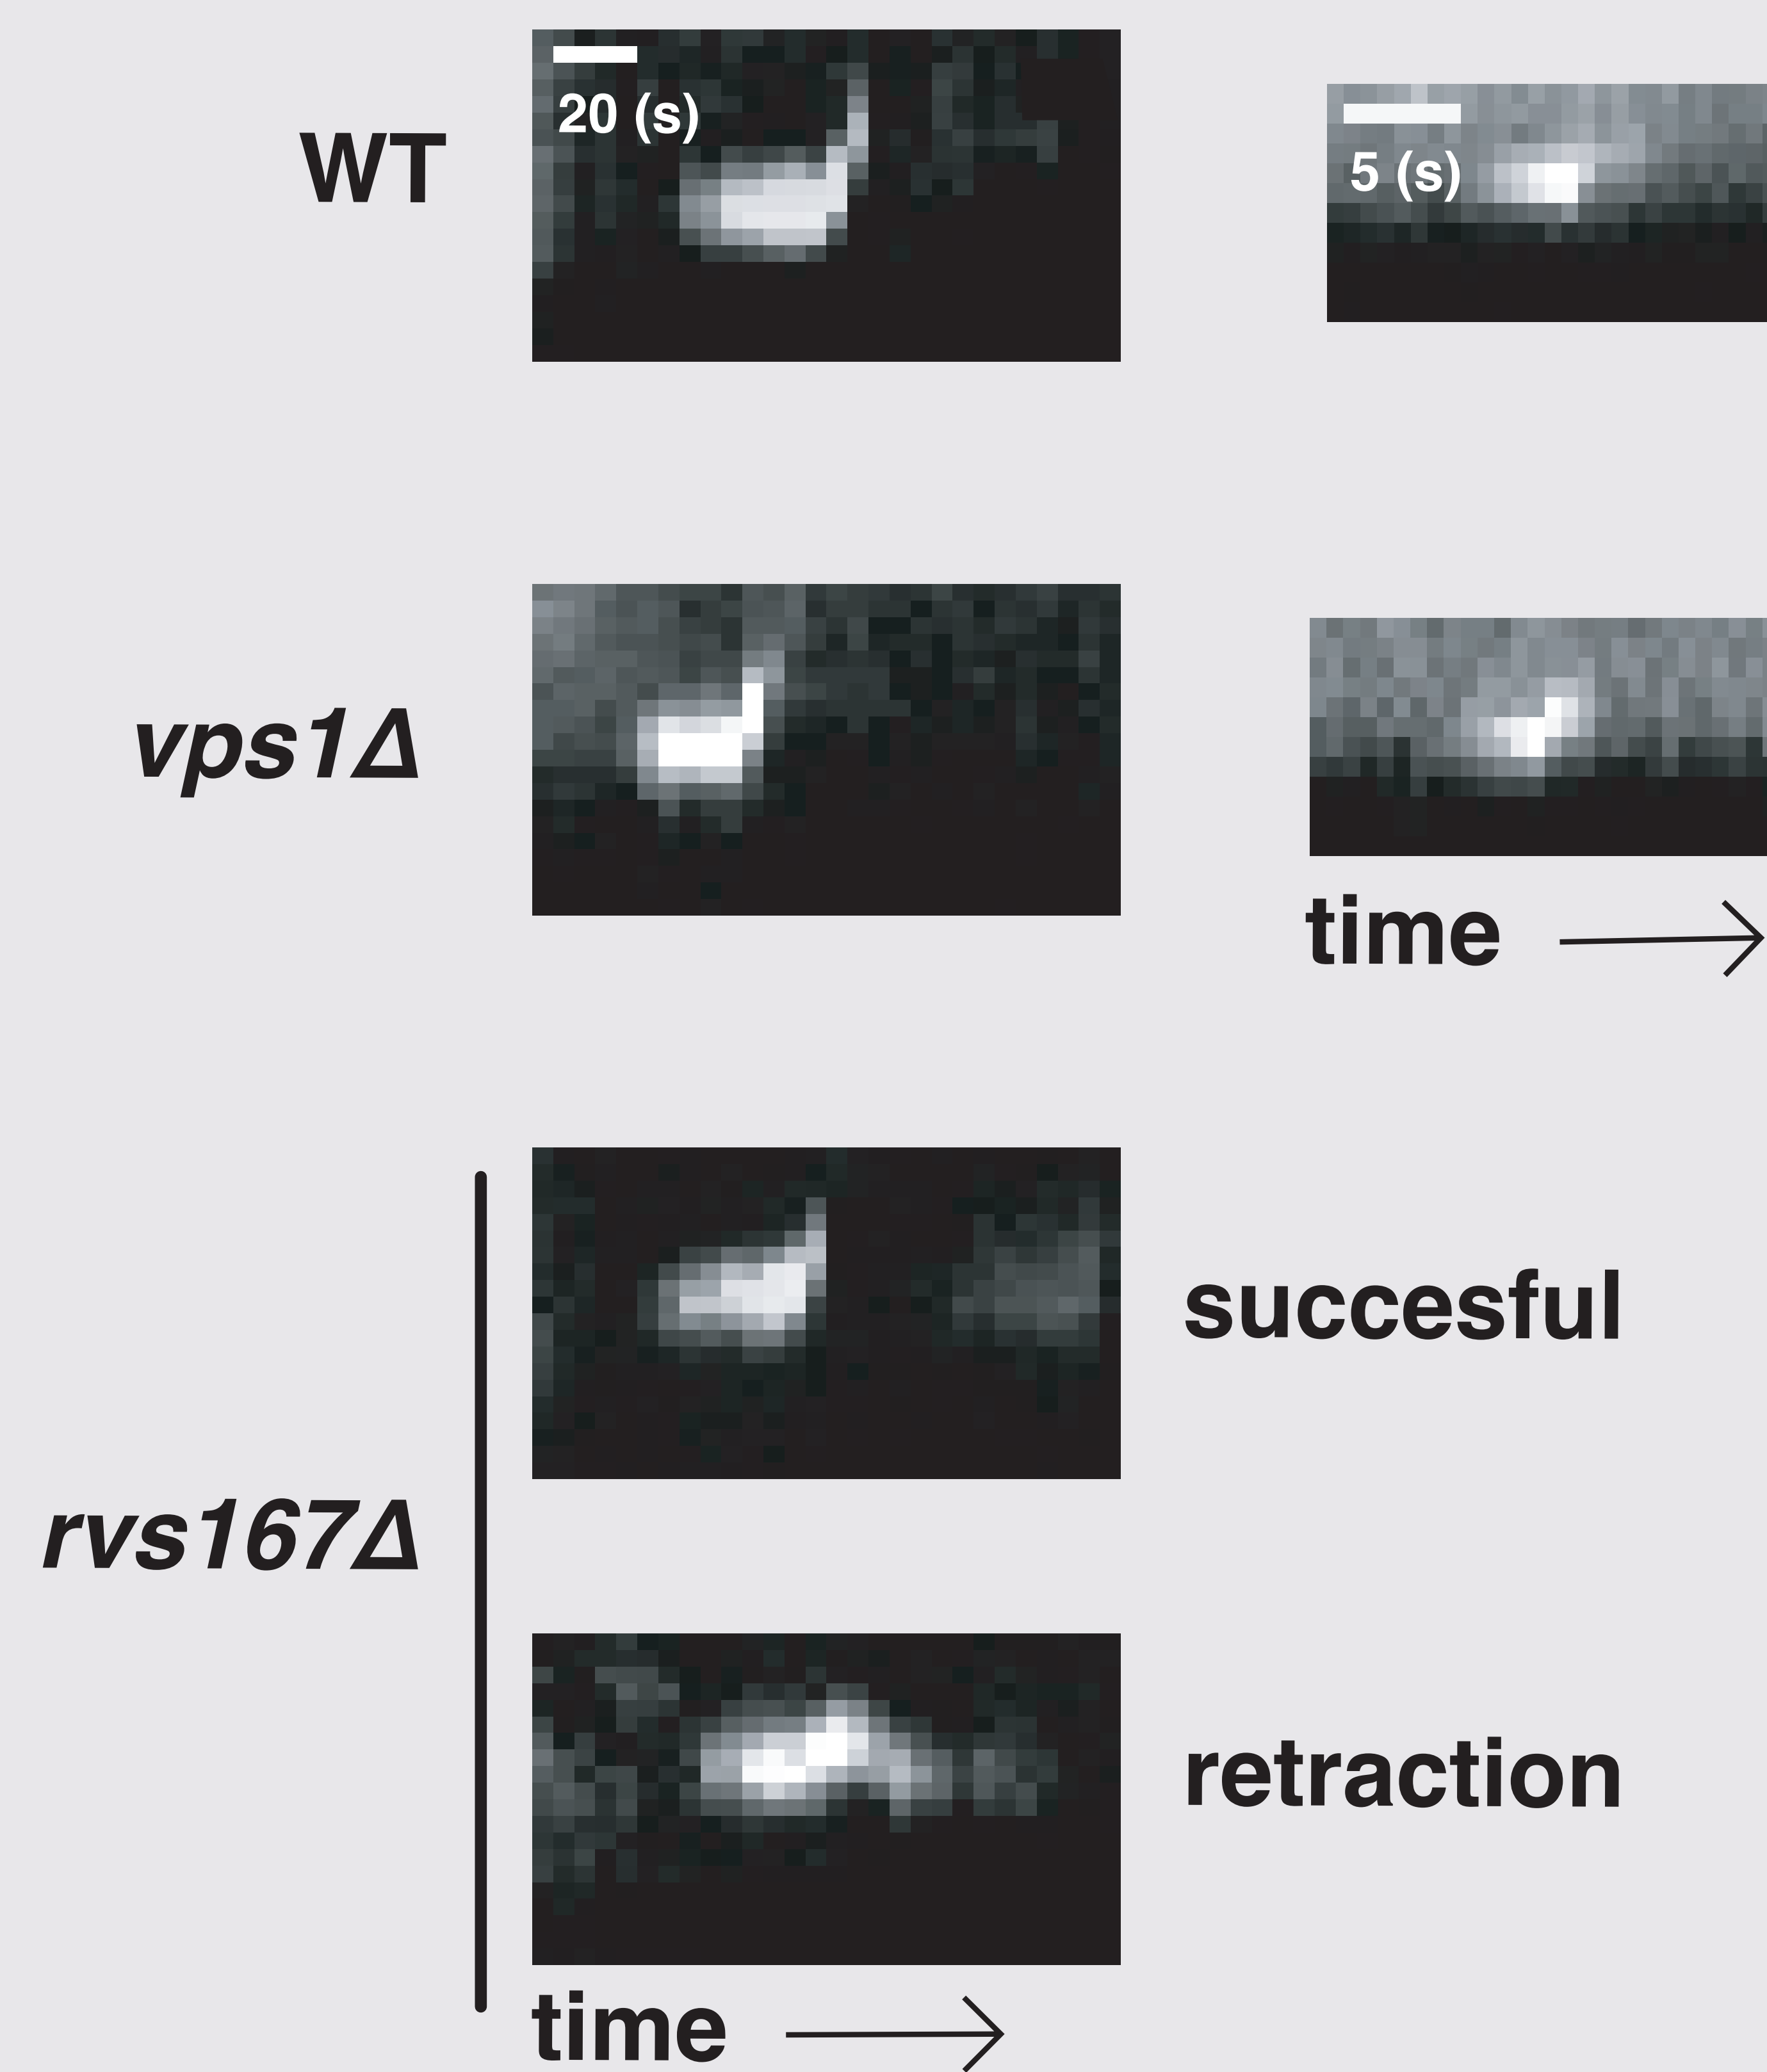 WT
20 (s)
5 (s)
vps1Δ
time
succesful
rvs167Δ
retraction
time